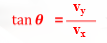 tan θ = v_y / v_x